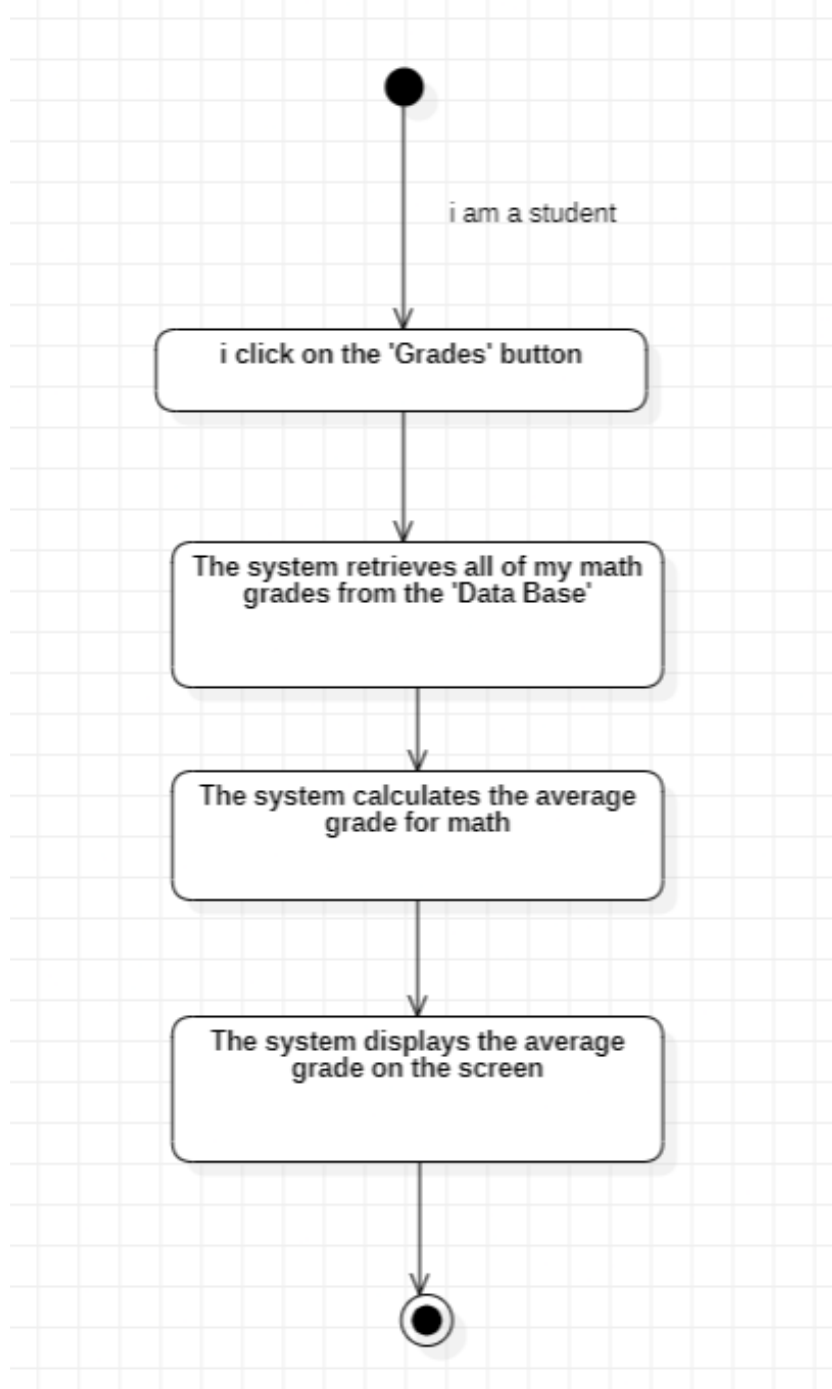 i am a student
i click on the 'Grades' button
The system retrieves all of my math
grades from the 'Data Base'
The system calculates the average
grade for math
The system displays the average
grade on the screen